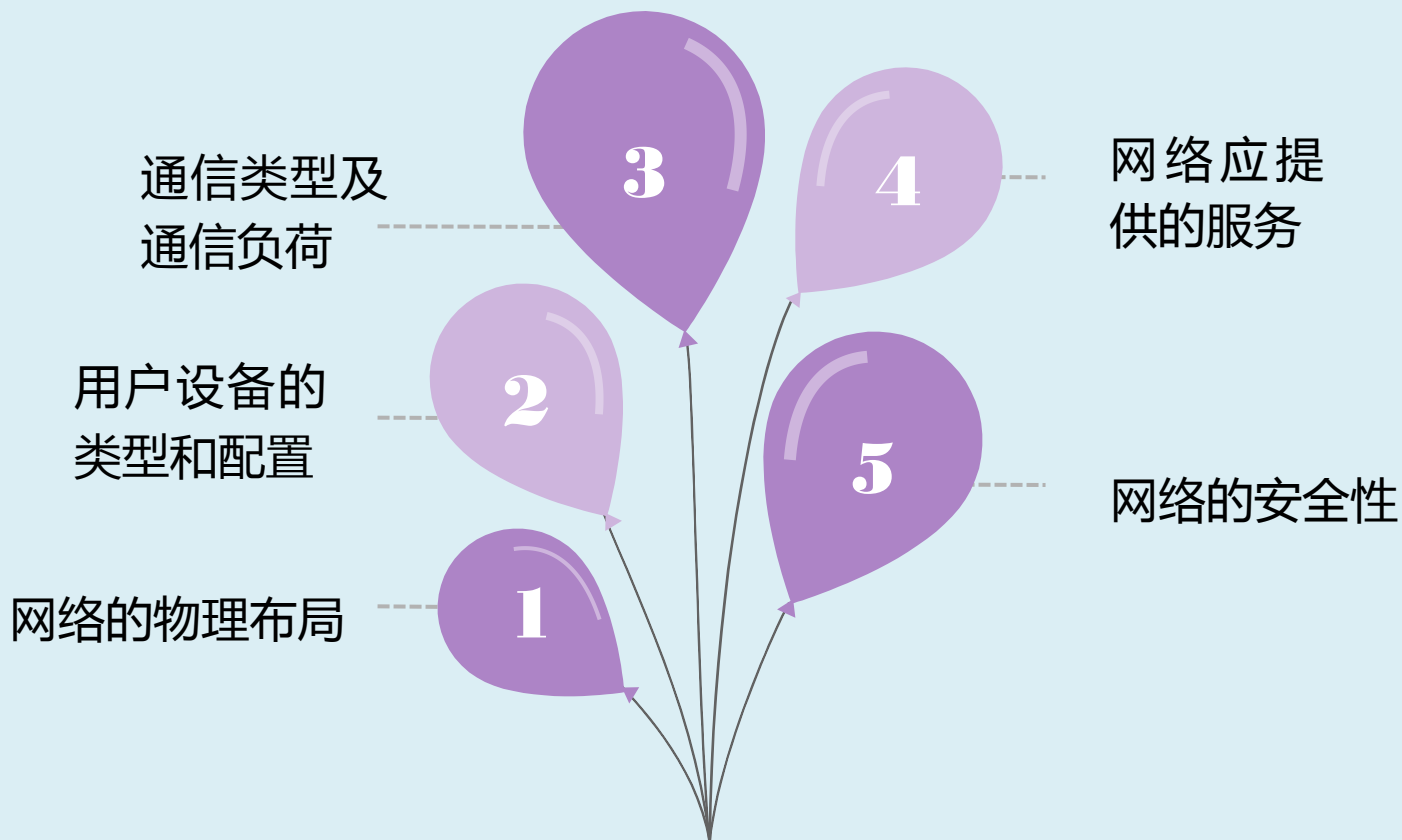 3
通信类型及
通信负荷
4
网络应提
供的服务
2
用户设备的
类型和配置
5
网络的安全性
1
网络的物理布局